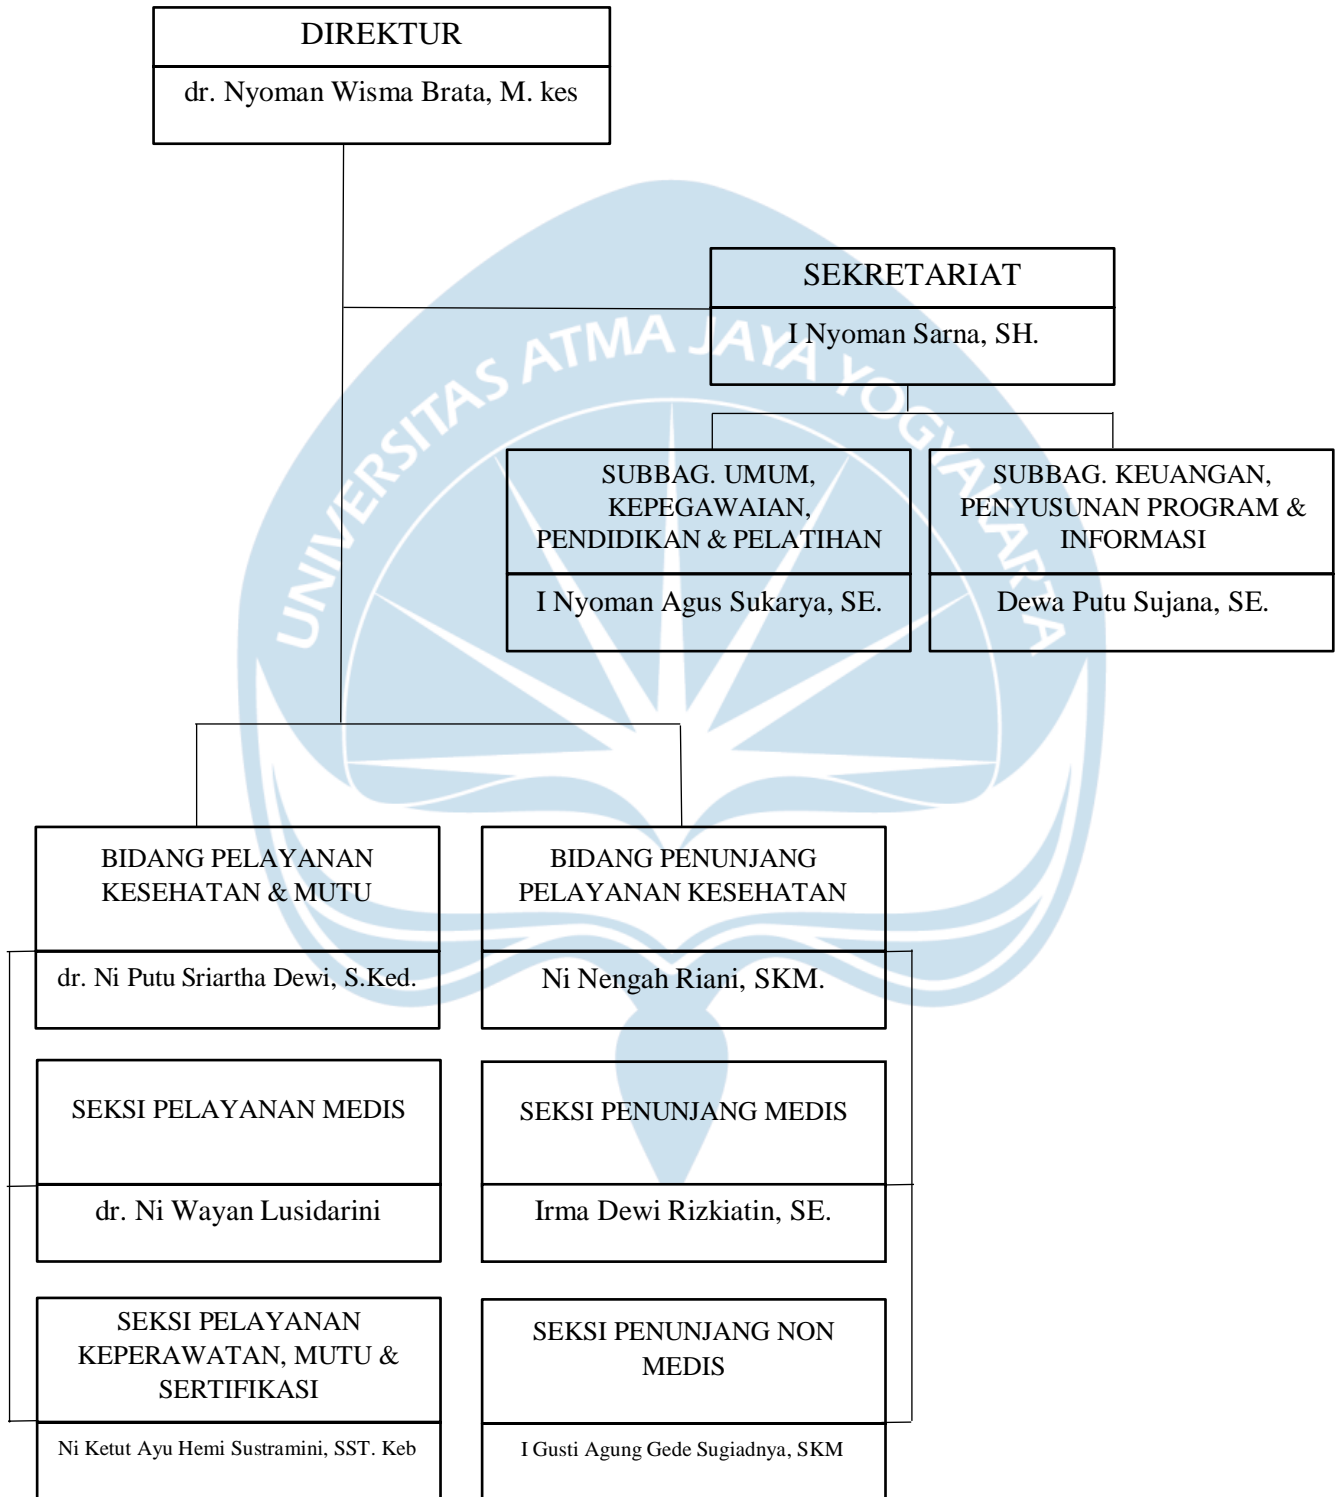 DIREKTUR
dr. Nyoman Wisma Brata, M. kes
SEKRETARIAT
I Nyoman Sarna, SH.
UNIVERSITAS ATMA JAYA YOGYAKARTA
SUBBAG. UMUM,
KEPEGAWAIAN,
PENDIDIKAN & PELATIHAN
I Nyoman Agus Sukarya, SE.
SUBBAG. KEUANGAN,
PENYUSUNAN PROGRAM &
INFORMASI
Dewa Putu Sujana, SE.
BIDANG PELAYANAN
KESEHATAN & MUTU
dr. Ni Putu Sriartha Dewi, S.Ked.
BIDANG PENUNJANG
PELAYANAN KESEHATAN
Ni Nengah Riani, SKM.
SEKSI PELAYANAN MEDIS
dr. Ni Wayan Lusidarini
SEKSI PENUNJANG MEDIS
Irma Dewi Rizkiatin, SE.
SEKSI PELAYANAN
KEPERAWATAN, MUTU &
SERTIFIKASI
Ni Ketut Ayu Hemi Sustramini, SST. Keb
SEKSI PENUNJANG NON
MEDIS
I Gusti Agung Gede Sugiadnya, SKM